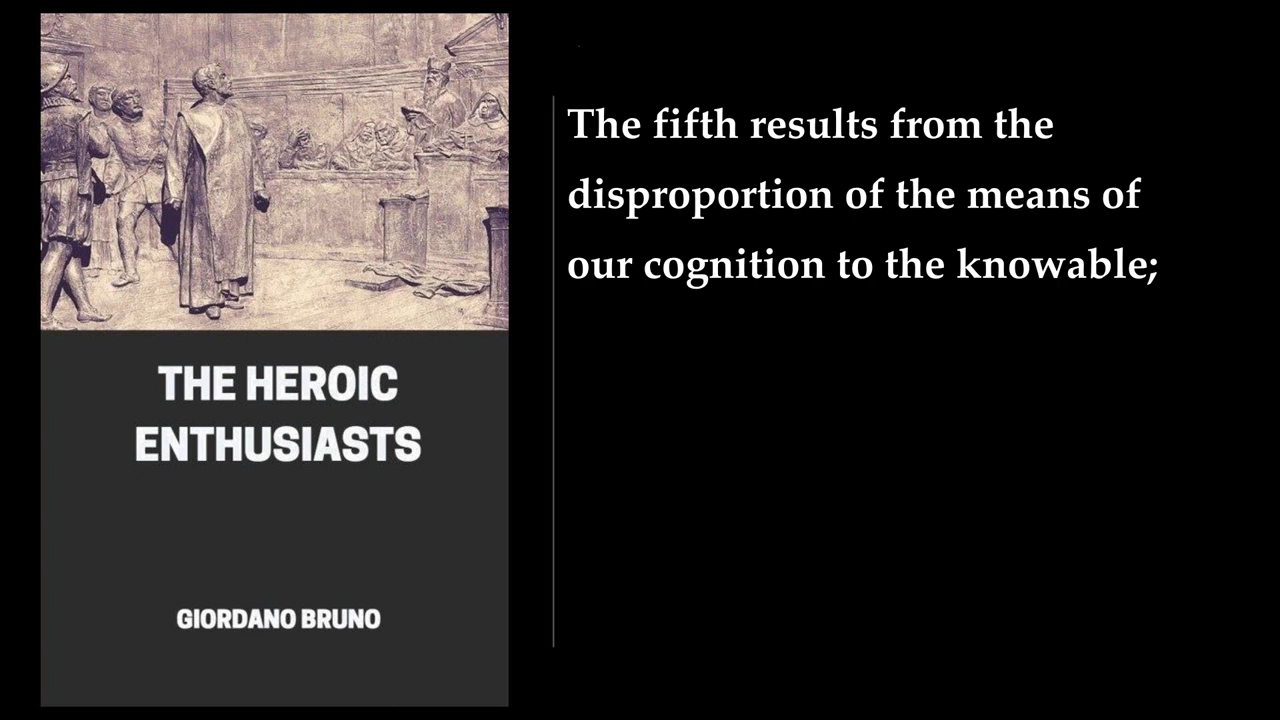 THE HEROIC
ENTHUSIASTS
GIORDANO BRUNO
The fifth results from the
disproportion of the means of
our cognition to the knowable;